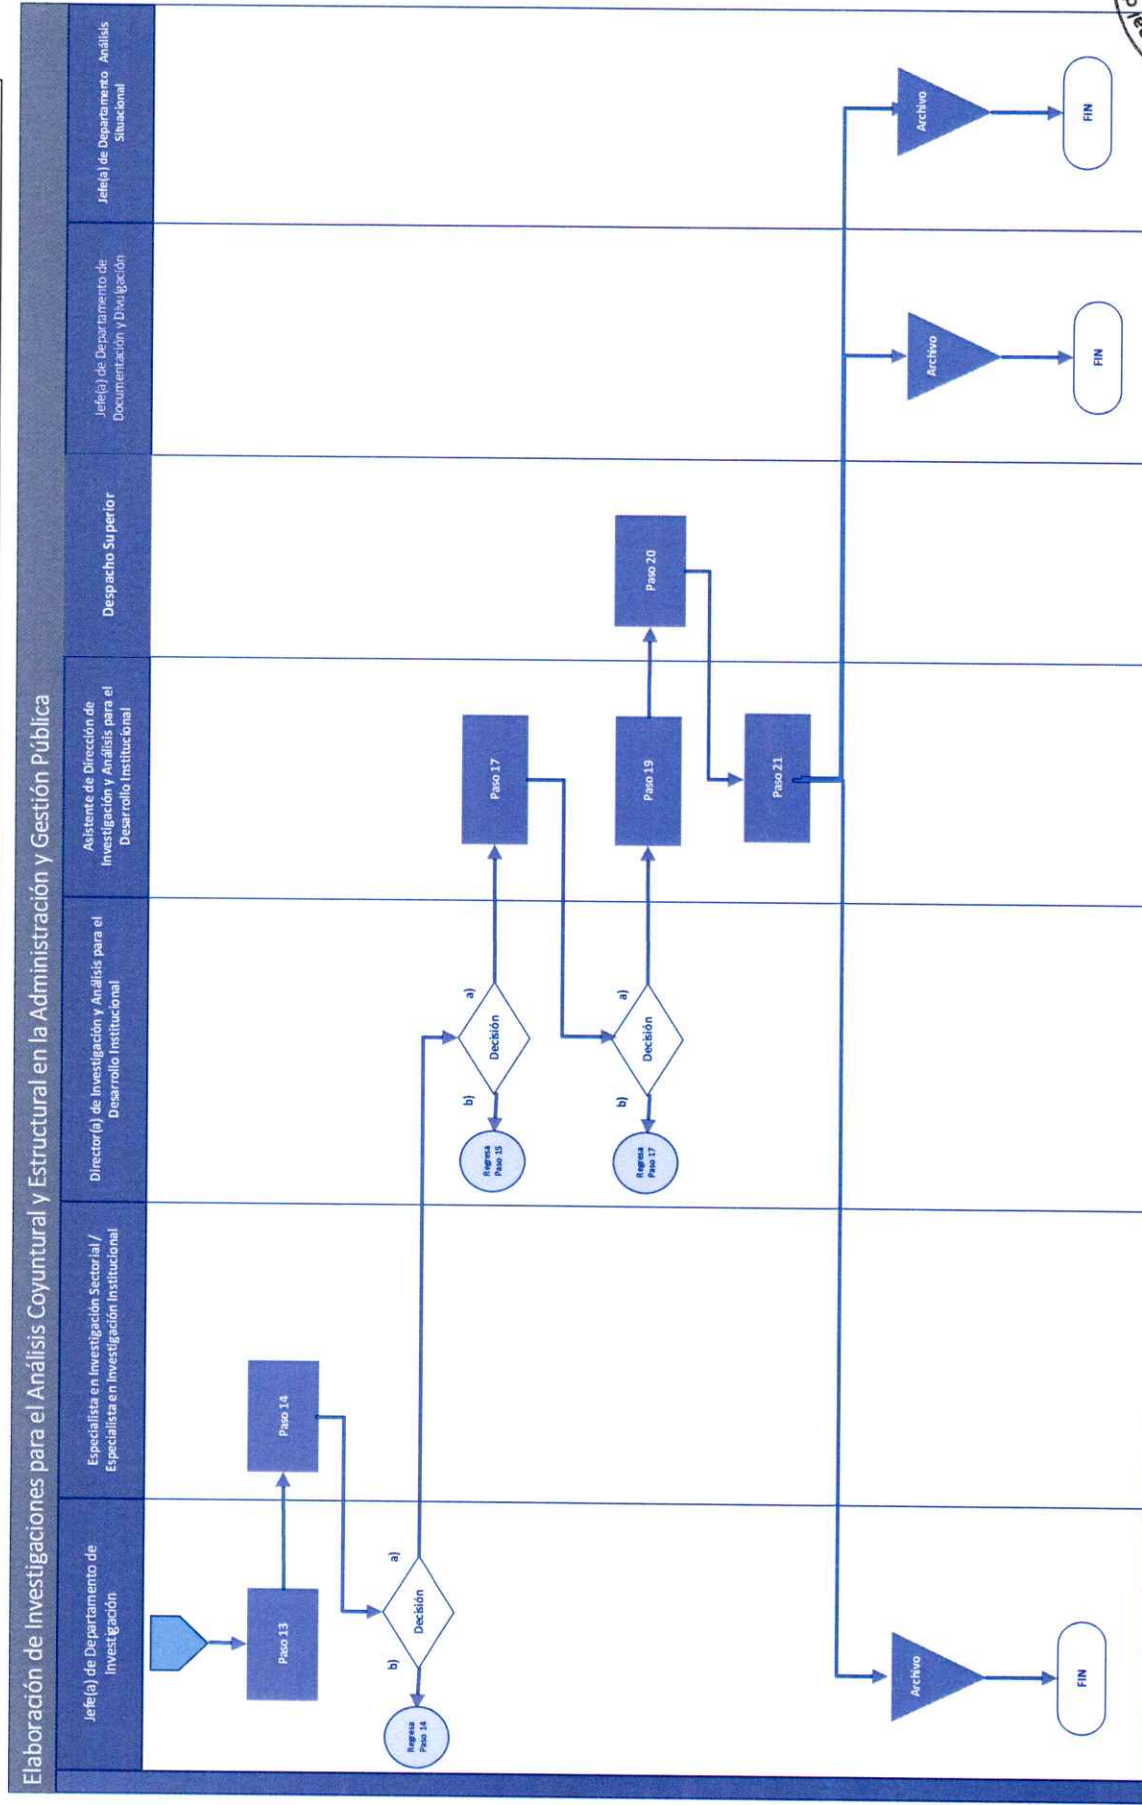 Elaboración de Investigaciones para el Análisis Coyuntural y Estructural en la Administración y Gestión Pública
Jefe(a) de Departamento de
Investigación
Especialista en Investigación Sectorial /
Especialista en Investigación Institucional
Director(a) de Investigación y Análisis para el
Desarrollo Institucional
Asistente de Dirección de
Investigación y Análisis para el
Desarrollo Institucional
Despacho Superior
Jefe(a) de Departamento de
Documentación y Divulgación
Jefe(a) de Departamento Análisis
Situacional
Paso 13
Paso 14
Decisión
a)
b)
Regresa
Paso 14
Decisión
a)
b)
Regresa
Paso 15
Paso 17
Decisión
a)
b)
Regresa
Paso 17
Paso 19
Paso 20
Paso 21
Archivo
FIN
Archivo
FIN
Archivo
FIN